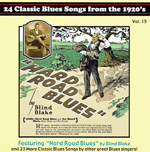 24 Classic Blues Songs from the 1920's
Vol. 15
HARD
ROAD
BLUES
by
Blind
Blake
Featuring "Hard Road Blues" by Blind Blake
and 23 More Classic Blues Songs by other great Blues singers!